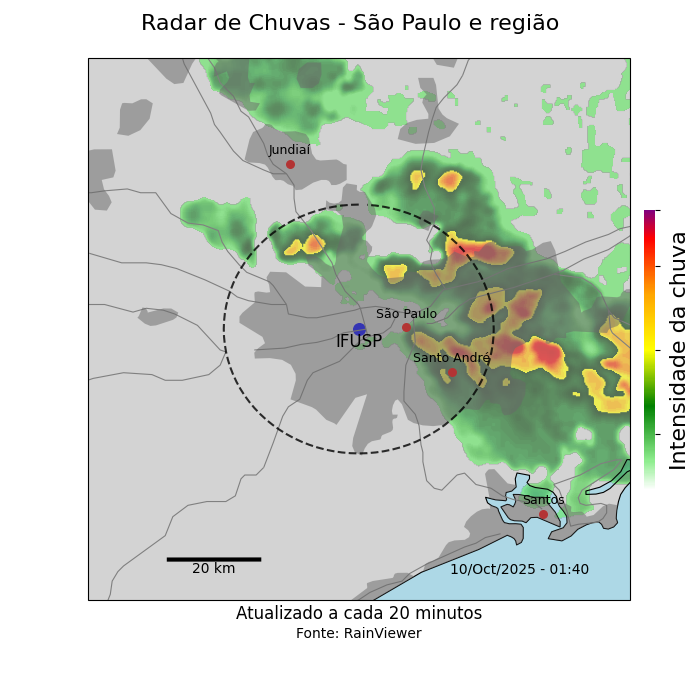 Radar de Chuvas - São Paulo e região
Jundiaí
São Paulo
IFUSP
Santo André
Santos
20 km
10/Oct/2025 - 01:40
Intensidade da chuva
Atualizado a cada 20 minutos
Fonte: RainViewer